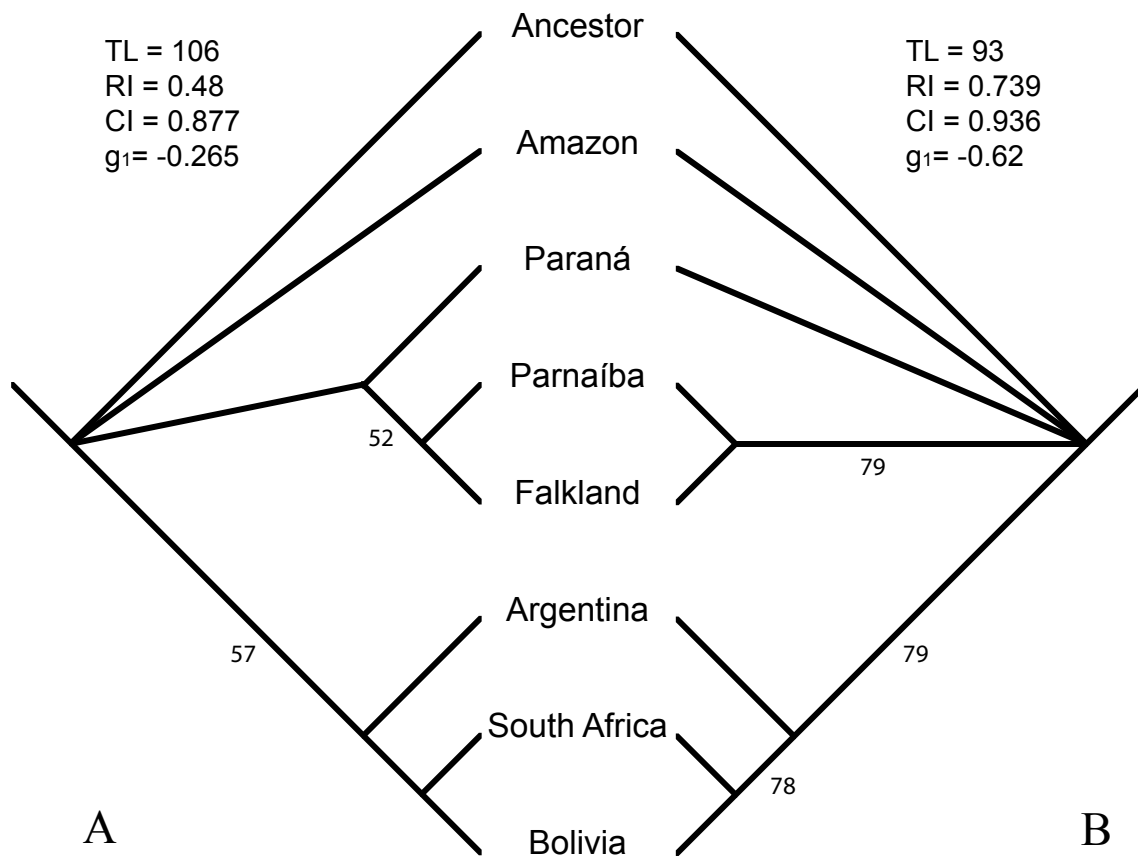 Ancestor
TL = 106
RI = 0.48
CI = 0.877
g1= -0.265
TL = 93
RI = 0.739
CI = 0.936
g1= -0.62
Amazon
Paraná
Parnaíba
52
79
Falkland
Argentina
57
79
South Africa
78
A
Bolivia
B